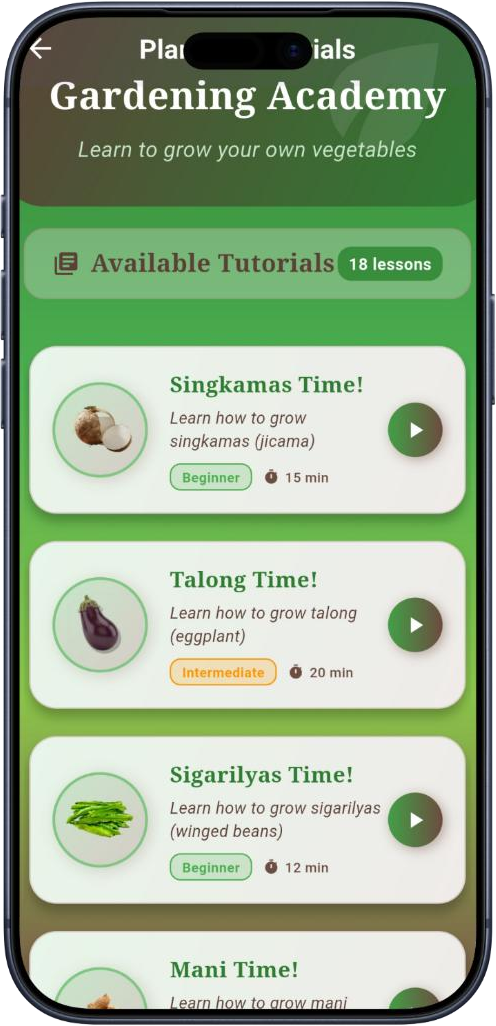 Plan ials
Gardening Academy
Learn to grow your own vegetables
Available Tutorials 18 lessons
Singkamas Time!
Learn how to grow
singkamas (jicama)
Beginner 15 min
Talong Time!
Learn how to grow talong
(eggplant)
Intermediate 20 min
Sigarilyas Time!
Learn how to grow sigarilyas
(winged beans)
Beginner 12 min
Mani Time!
Learn how to grow mani